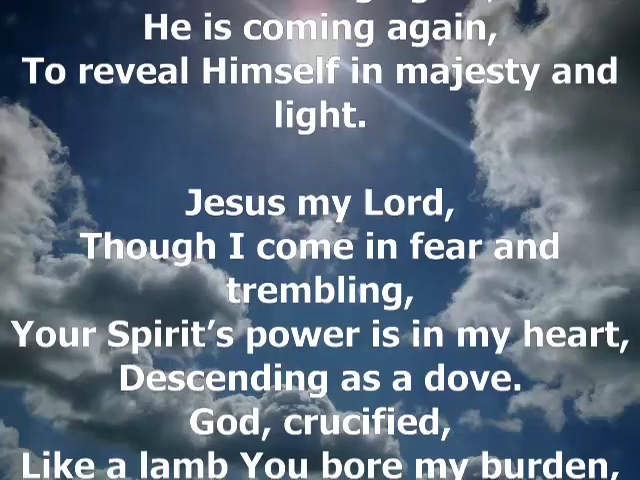 He is coming again,
To reveal Himself in majesty and
light.
Jesus my Lord,
Though I come in fear and
trembling,
Your Spirit’s power is in my heart,
Descending as a dove.
God, crucified,
Like a lamb You bore my burden,